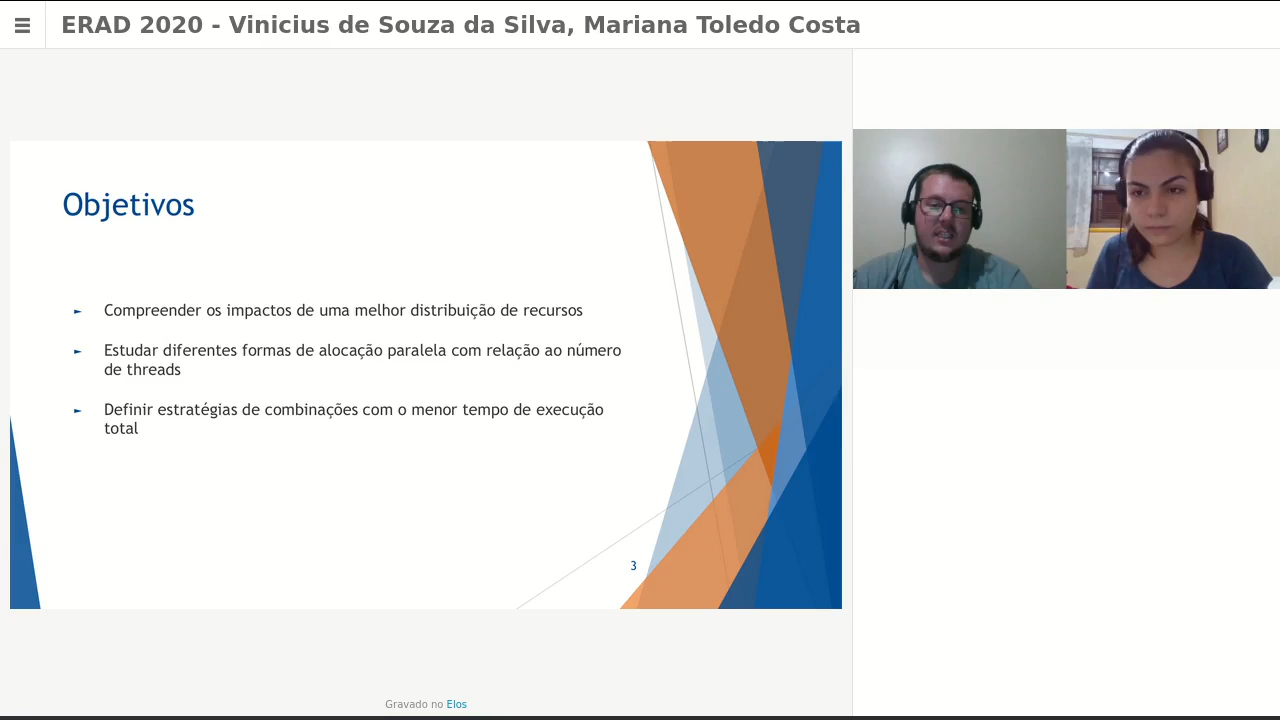 ERAD 2020 - Vinicius de Souza da Silva, Mariana Toledo Costa
Objetivos
► Compreender os impactos de uma melhor distribuição de recursos
► Estudar diferentes formas de alocação paralela com relação ao número
de threads
► Definir estratégias de combinações com o menor tempo de execução
total
3
Gravado no Elos